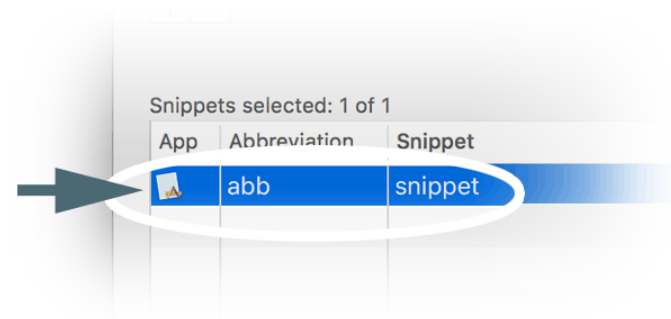 Snippets selected: 1 of 1
App Abbreviation Snippet
abb snippet